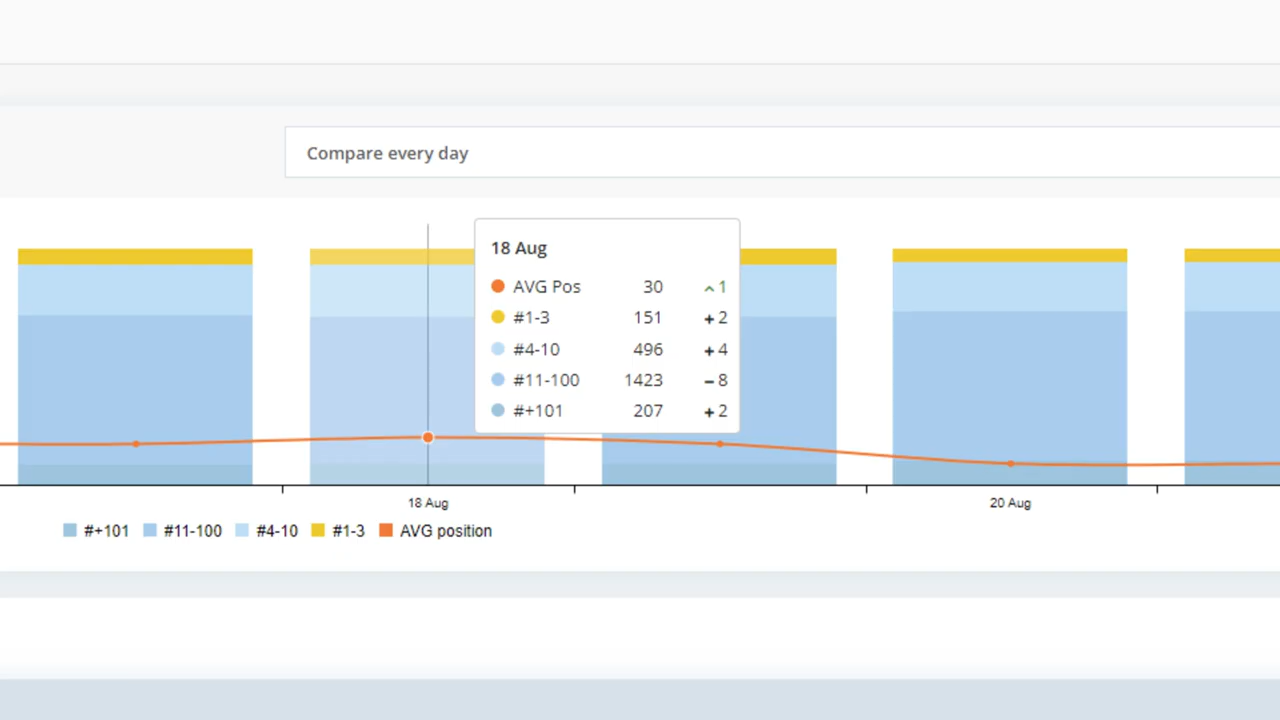 Compare every day
18 Aug
AVG Pos 30 1
#1-3 151 +2
#4-10 496 +4
#11-100 1423 –8
#+101 207 +2
18 Aug 20 Aug
#+101 #11-100 #4-10 #1-3 AVG position